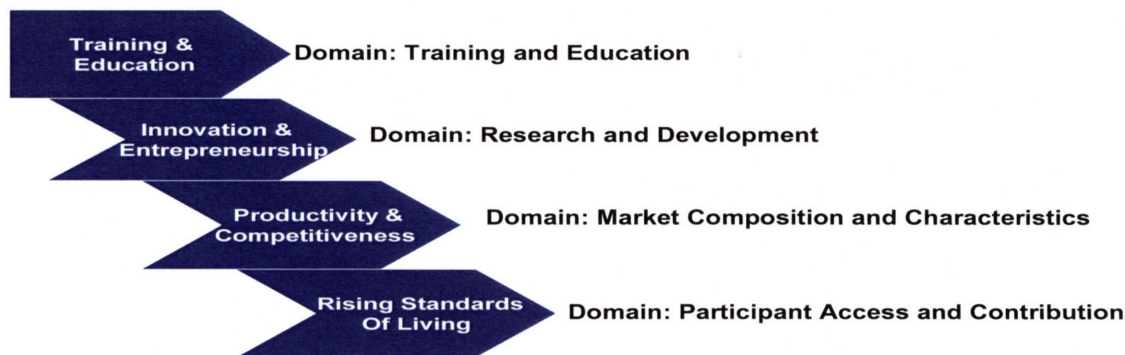 Training &
Education
Domain: Training and Education
Innovation &
Entrepreneurship
Domain: Research and Development
Productivity &
Competitiveness
Domain: Market Composition and Characteristics
Rising Standards
Of Living
Domain: Participant Access and Contribution